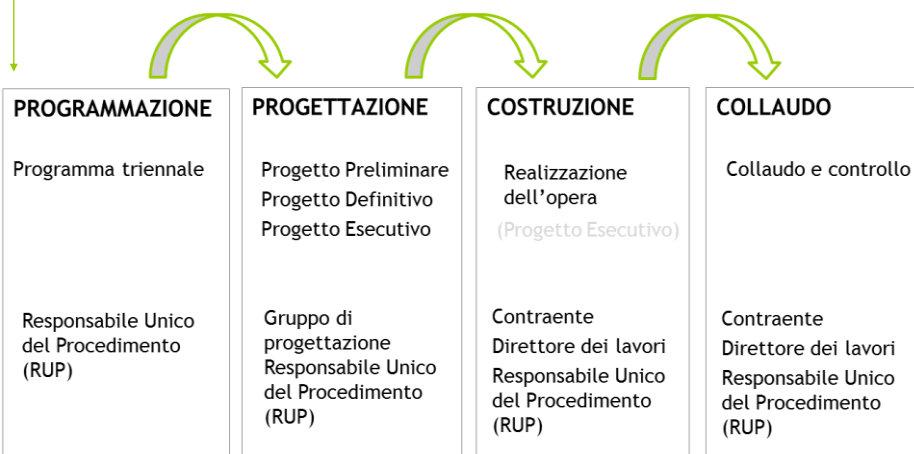 PROGRAMMAZIONE
Programma triennale
Responsabile Unico
del Procedimento
(RUP)
PROGETTAZIONE
Progetto Preliminare
Progetto Definitivo
Progetto Esecutivo
Gruppo di
progettazione
Responsabile Unico
del Procedimento
(RUP)
COSTRUZIONE
Realizzazione
dell'opera
(Progetto Esecutivo)
Contraente
Direttore dei lavori
Responsabile Unico
del Procedimento
(RUP)
COLLAUDO
Collaudo e controllo
Contraente
Direttore dei lavori
Responsabile Unico
del Procedimento
(RUP)